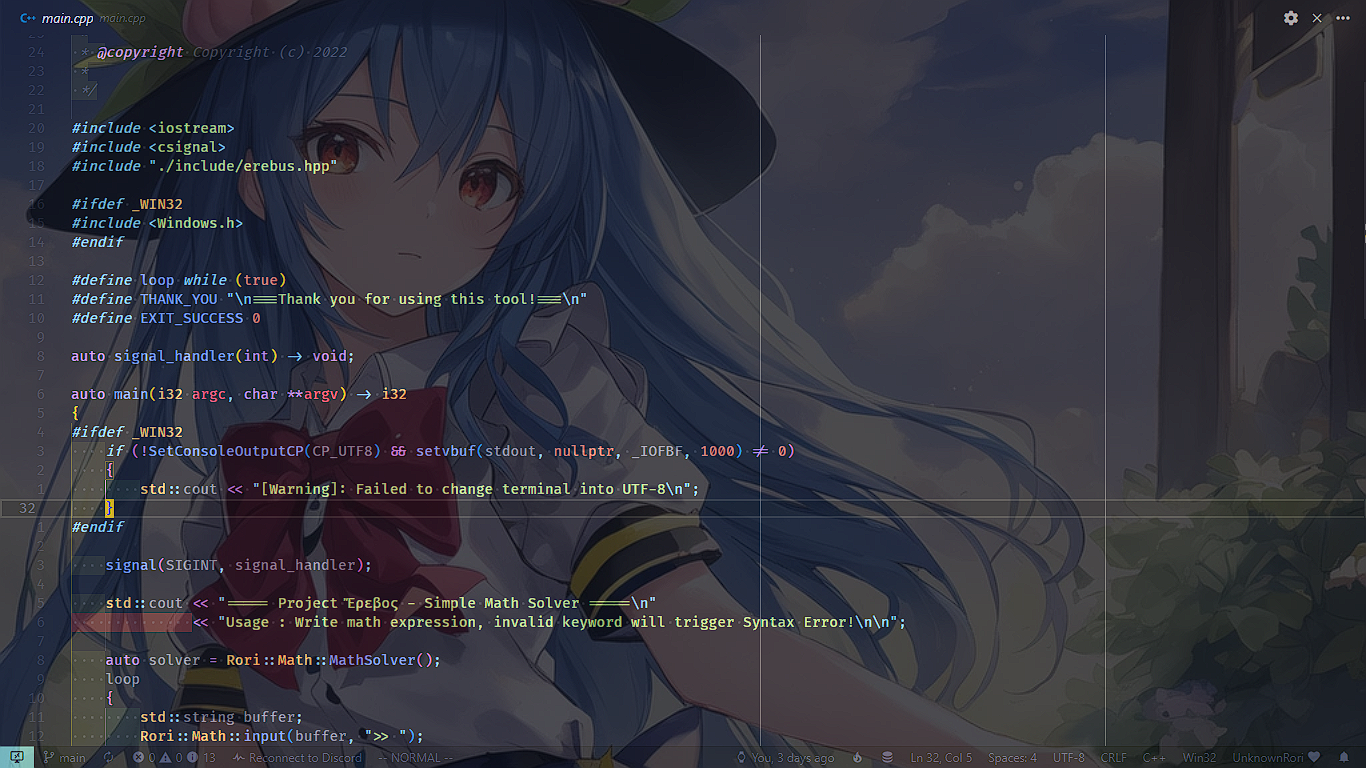 main.cpp main.cpp
24 * @copyright Copyright (c) 2022
23 *
22 */
21
20 #include <iostream>
19 #include <csignal>
18 #include "./include/erebus.hpp"
17
16 #ifdef _WIN32
15 #include <Windows.h>
14 #endif
13
12 #define loop while (true)
11 #define THANK_YOU "\n===Thank you for using this tool!===\n"
10 #define EXIT_SUCCESS 0
9
8 auto signal_handler(int) -> void;
7
6 auto main(i32 argc, char **argv) -> i32
5 {
4 #ifdef _WIN32
3 if (!SetConsoleOutputCP(CP_UTF8) && setvbuf(stdout, nullptr, _IOFBF, 1000) != 0)
2 {
1 std::cout << "[Warning]: Failed to change terminal into UTF-8\n";
32 }
1 #endif
2
3 signal(SIGINT, signal_handler);
4
5 std::cout << "===== Project Ἔρεβος - Simple Math Solver =====\n"
6 << "Usage : Write math expression, invalid keyword will trigger Syntax Error!\n\n";
7
8 auto solver = Rori::Math::MathSolver();
9 loop
10 {
11 std::string buffer;
12 Rori::Math::input(buffer, ">> ");
main 0 0 13 Reconnect to Discord -- NORMAL -- You, 3 days ago Ln 32, Col 5 Spaces: 4 UTF-8 CRLF C++ Win32 UnknownRori